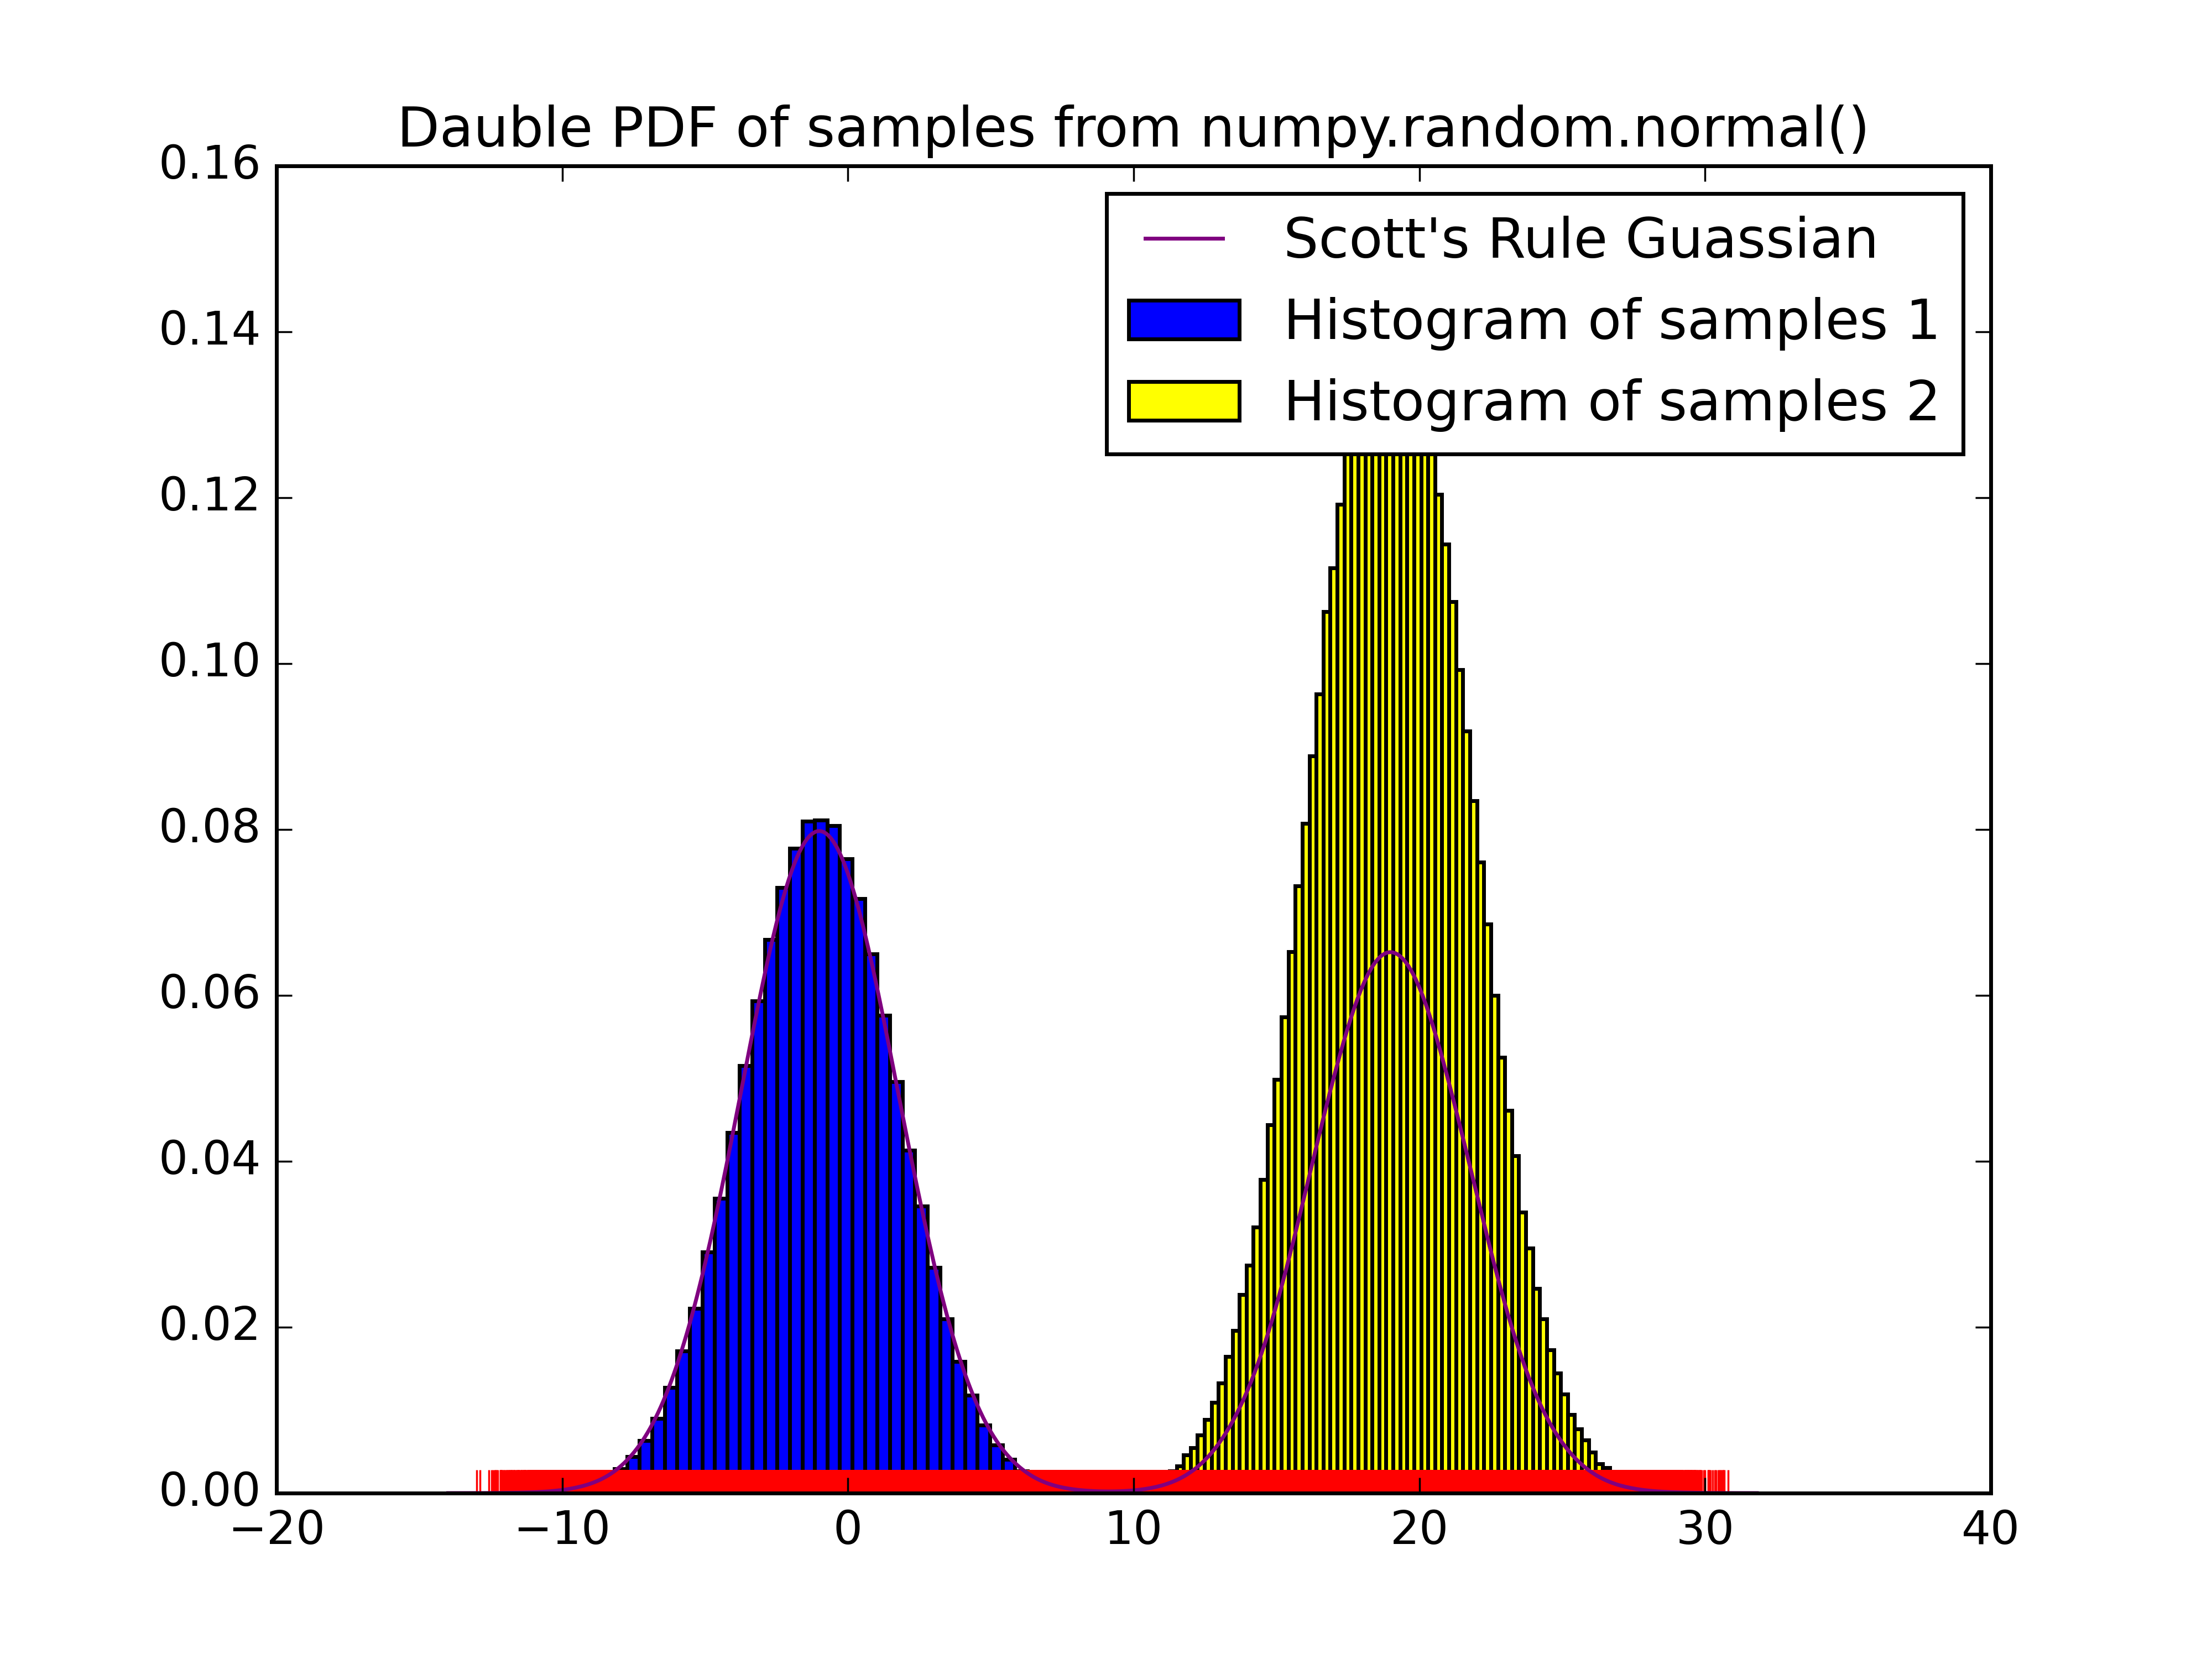 Dauble PDF of samples from numpy.random.normal()
0.16
Scott's Rule Guassian
0.14
Histogram of samples 1
Histogram of samples 2
0.12
0.10
0.08
0.06
0.04
0.02
0.00
−20 −10 0 10 20 30 40